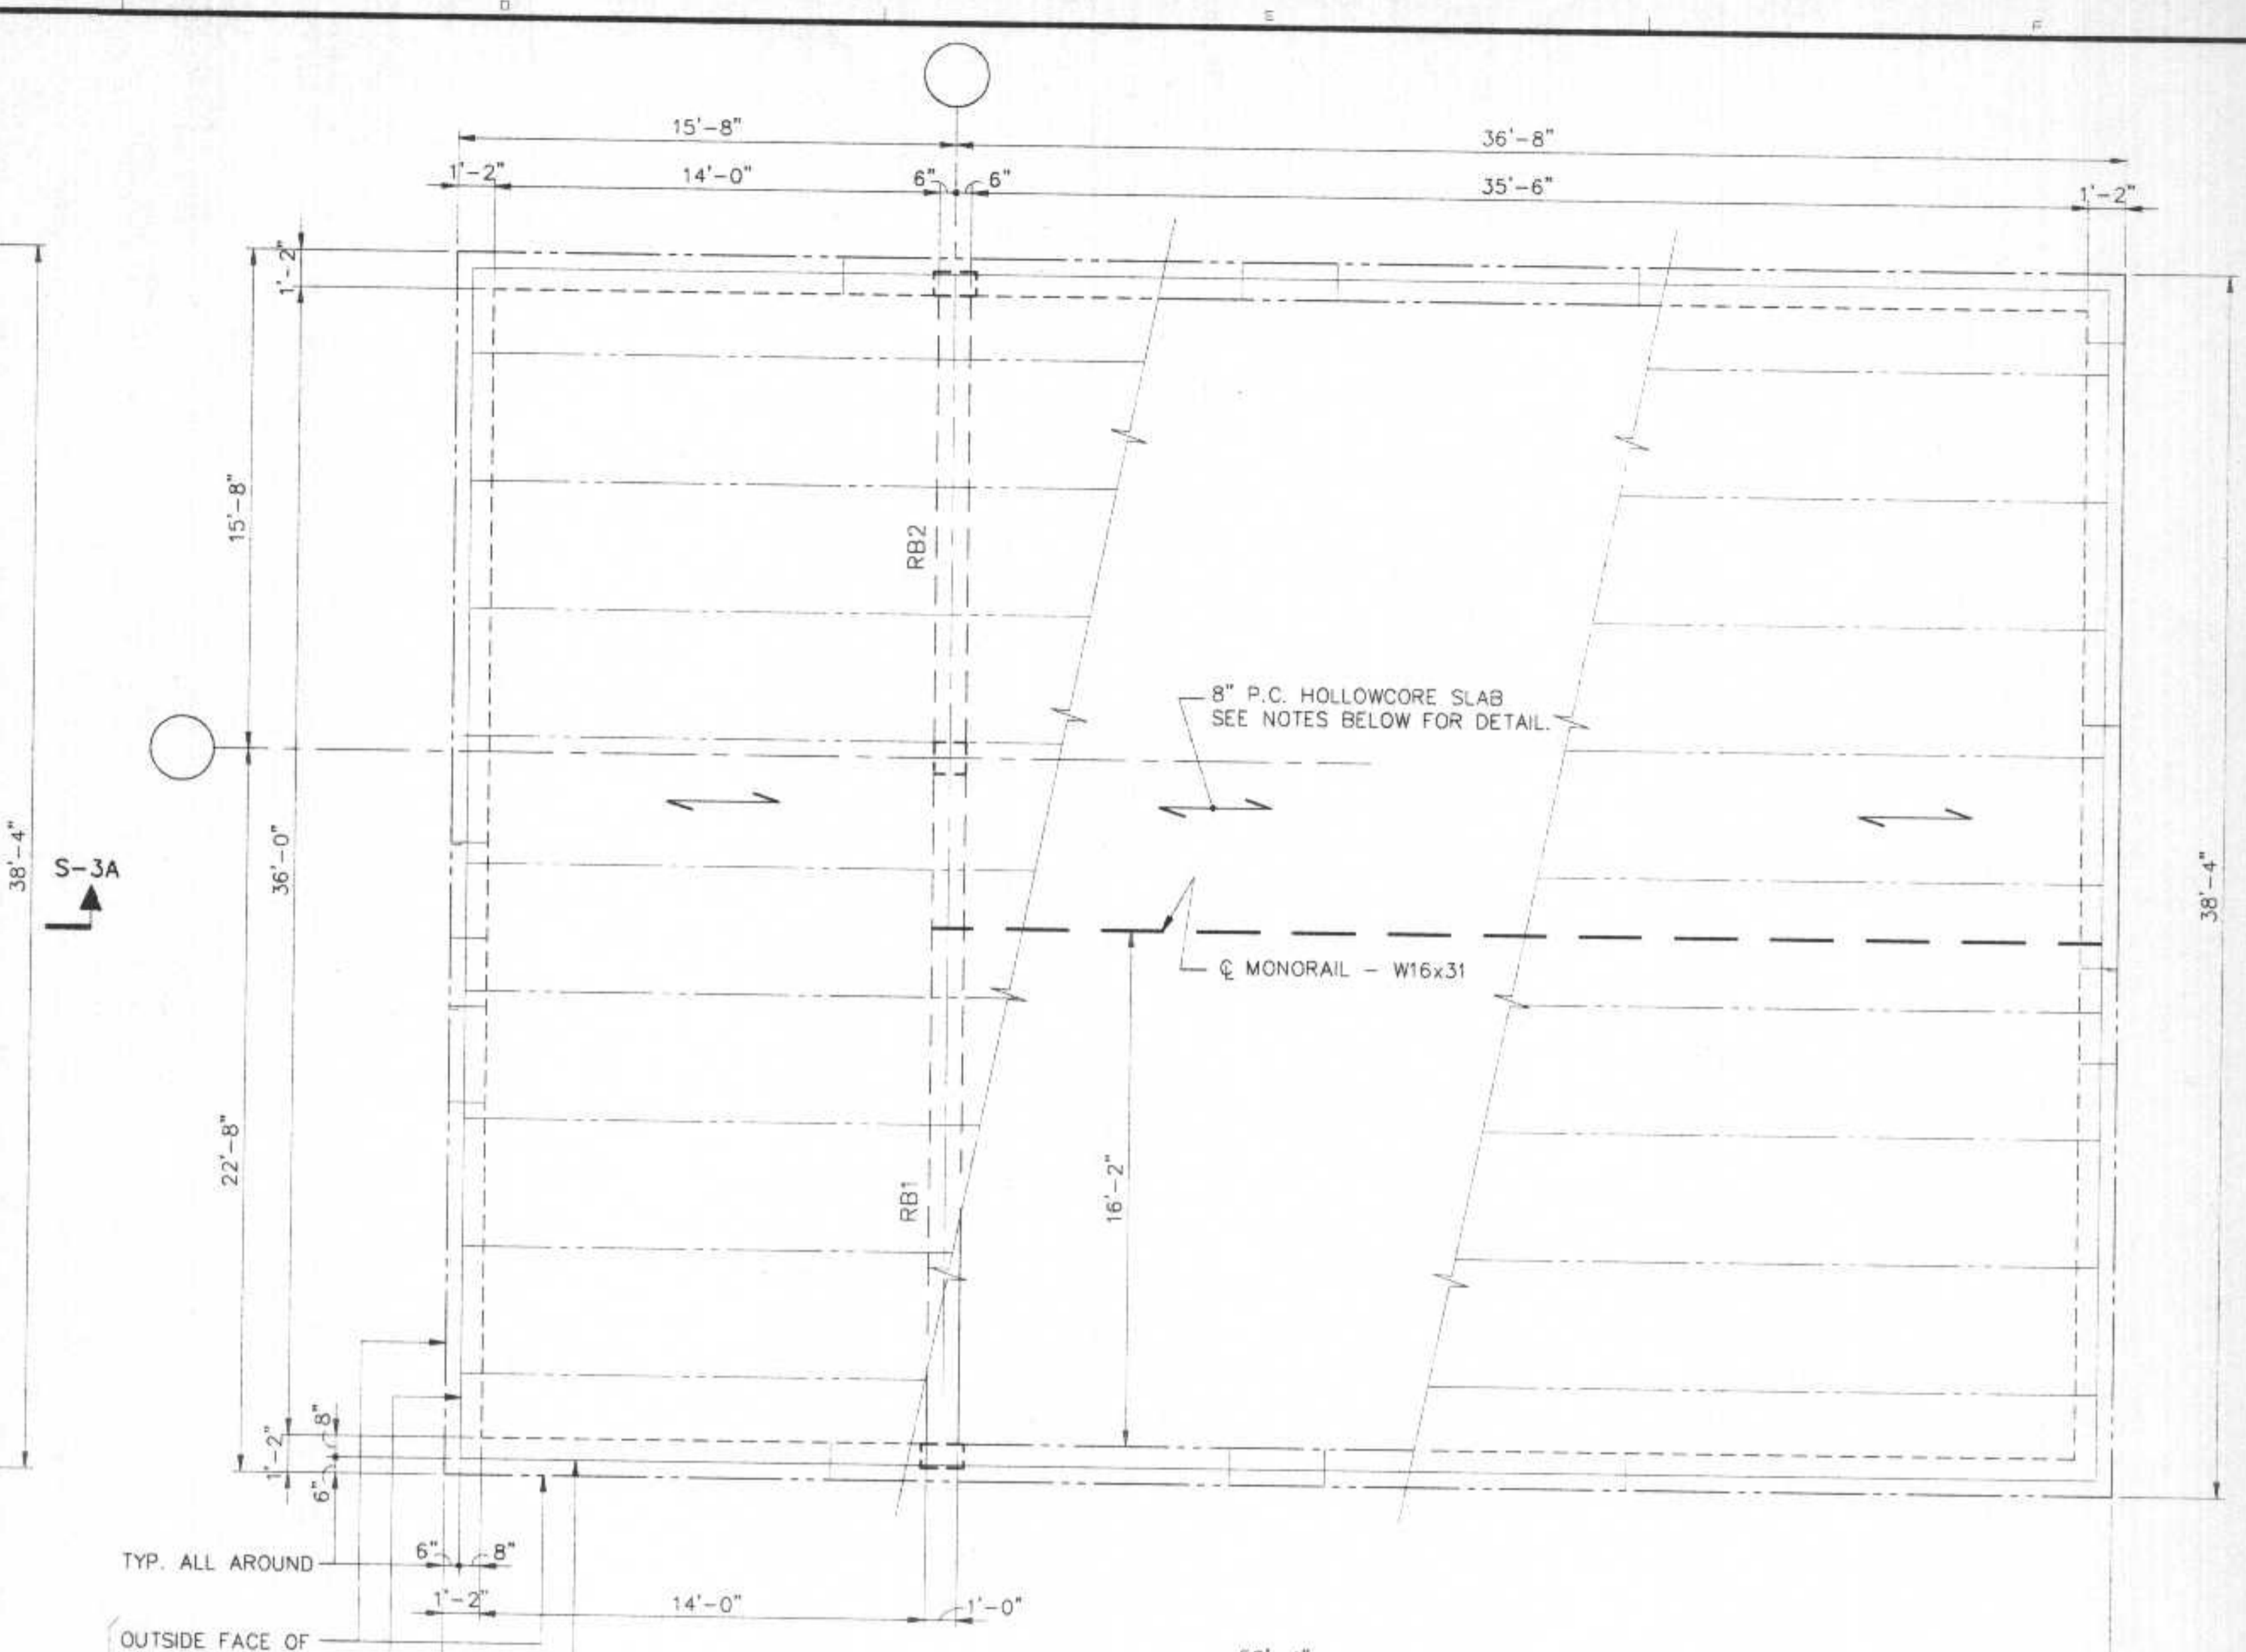 D
E
F
15'-8"
36'-8"
1'-2"
14'-0"
6"
6"
35'-6"
1'-2"
1'-2"
15'-8"
RB2
8" P.C. HOLLOWCORE SLAB
SEE NOTES BELOW FOR DETAIL.
38'-4"
S-3A
36'-0"
38'-4"
℄ MONORAIL - W16x31
22'-8"
RB1
16'-2"
1'-2"
8"
6"
TYP. ALL AROUND
6"
8"
1'-2"
14'-0"
1'-0"
OUTSIDE FACE OF